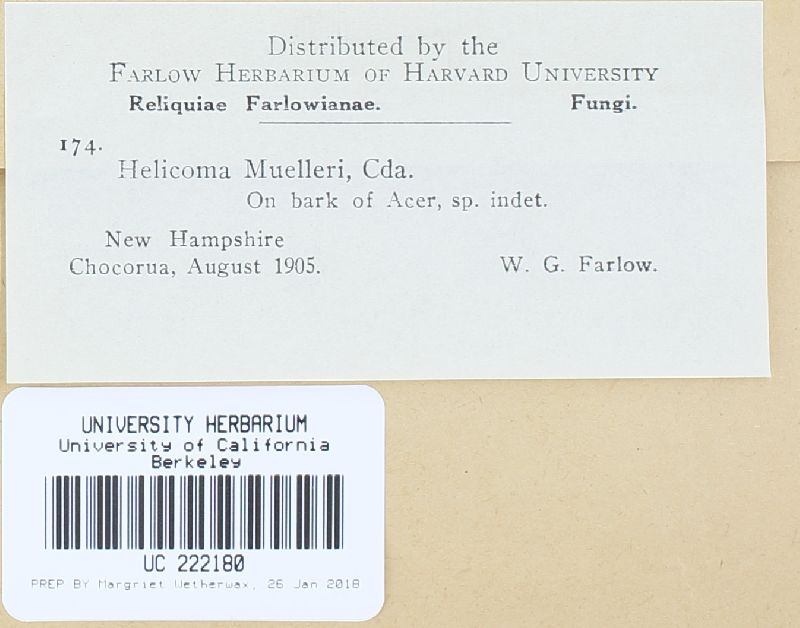 Distributed by the
Farlow Herbarium of Harvard University
Reliquiae Farlowianae. Fungi.
174.
Helicoma Muelleri, Cda.
On bark of Acer, sp. indet.
New Hampshire
Chocorua, August 1905. W. G. Farlow.
UNIVERSITY HERBARIUM
University of California
Berkeley
UC 222180
PREP BY Margriet Wetherwax, 26 Jan 2018